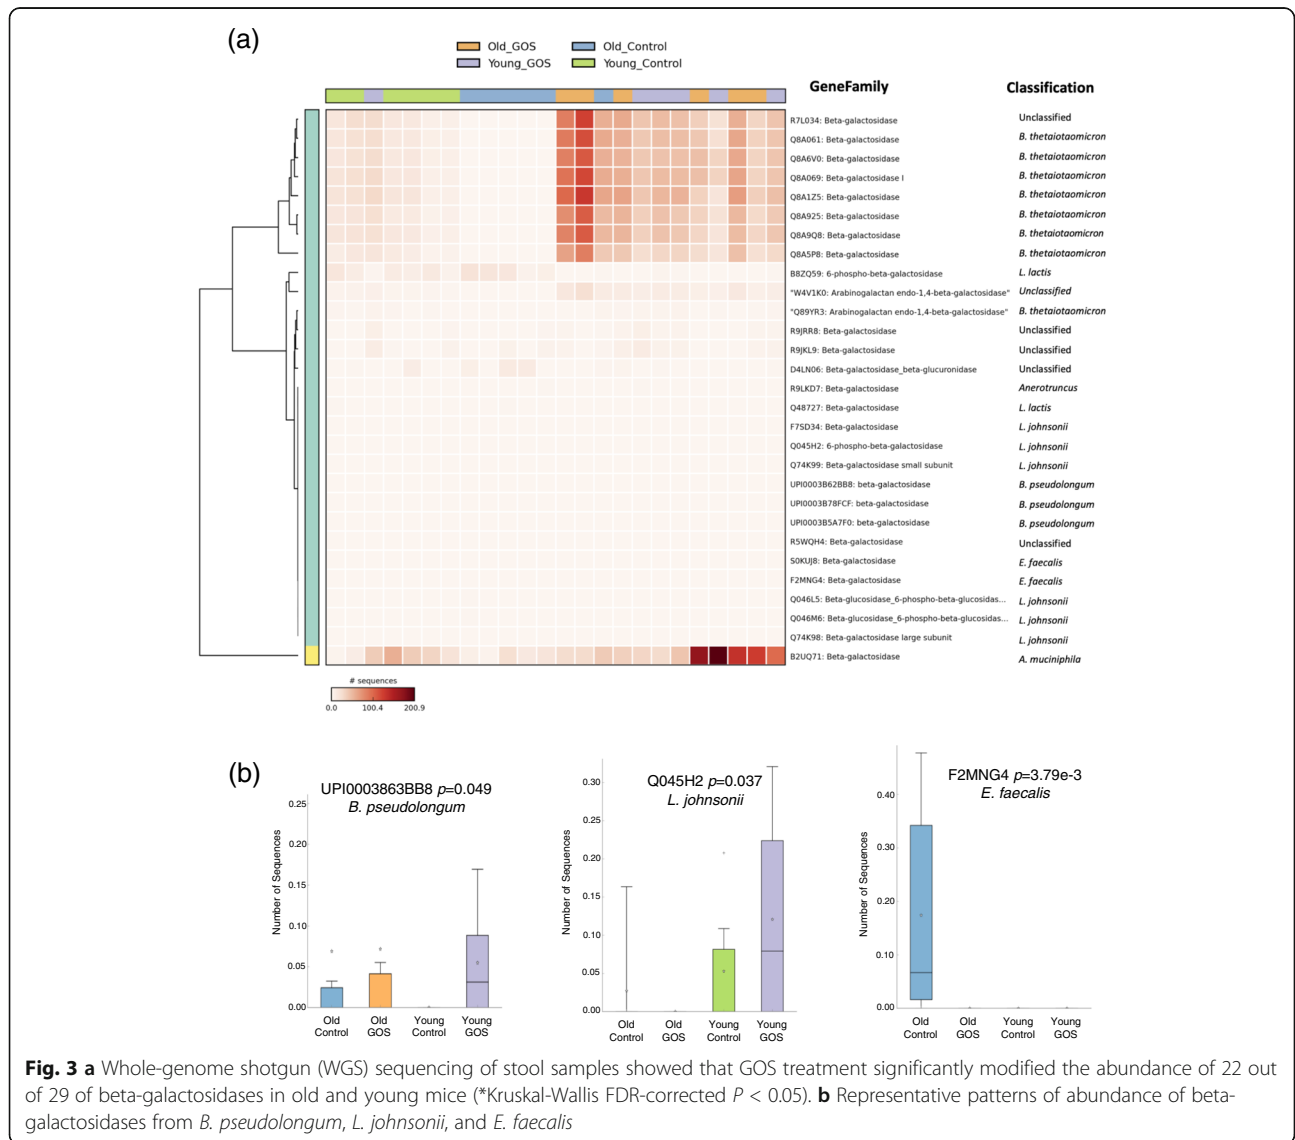 (a)
Old_GOS
Old_Control
Young_GOS
Young_Control
GeneFamily
Classification
R7L034: Beta-galactosidase Unclassified
Q8A061: Beta-galactosidase B. thetaiotaomicron
Q8A6V0: Beta-galactosidase B. thetaiotaomicron
Q8A069: Beta-galactosidase I B. thetaiotaomicron
Q8A1Z5: Beta-galactosidase B. thetaiotaomicron
Q8A925: Beta-galactosidase B. thetaiotaomicron
Q8A9Q8: Beta-galactosidase B. thetaiotaomicron
Q8A5P8: Beta-galactosidase B. thetaiotaomicron
B8ZQ59: 6-phospho-beta-galactosidase L. lactis
"W4V1K0: Arabinogalactan endo-1,4-beta-galactosidase" Unclassified
"Q89YR3: Arabinogalactan endo-1,4-beta-galactosidase" B. thetaiotaomicron
R9JRR8: Beta-galactosidase Unclassified
R9JKL9: Beta-galactosidase Unclassified
D4LN06: Beta-galactosidase_beta-glucuronidase Unclassified
R9LKD7: Beta-galactosidase Anerotruncus
Q48727: Beta-galactosidase L. lactis
F7SD34: Beta-galactosidase L. johnsonii
Q045H2: 6-phospho-beta-galactosidase L. johnsonii
Q74K99: Beta-galactosidase small subunit L. johnsonii
UPI0003B62BB8: beta-galactosidase B. pseudolongum
UPI0003B78FCF: beta-galactosidase B. pseudolongum
UPI0003B5A7F0: beta-galactosidase B. pseudolongum
R5WQH4: Beta-galactosidase Unclassified
S0KUJ8: Beta-galactosidase E. faecalis
F2MNG4: Beta-galactosidase E. faecalis
Q046L5: Beta-glucosidase_6-phospho-beta-glucosidas... L. johnsonii
Q046M6: Beta-glucosidase_6-phospho-beta-glucosidas... L. johnsonii
Q74K98: Beta-galactosidase large subunit L. johnsonii
B2UQ71: Beta-galactosidase A. muciniphila
# sequences
0.0 100.4 200.9
(b)
UPI0003863BB8 p=0.049
B. pseudolongum
Number of Sequences
0.25
0.20
0.15
0.10
0.05
0.00
Old Control
Old GOS
Young Control
Young GOS
Q045H2 p=0.037
L. johnsonii
Number of Sequences
0.30
0.25
0.20
0.15
0.10
0.05
0.00
Old Control
Old GOS
Young Control
Young GOS
F2MNG4 p=3.79e-3
E. faecalis
Number of Sequences
0.40
0.30
0.20
0.10
0.00
Old Control
Old GOS
Young Control
Young GOS
Fig. 3 a Whole-genome shotgun (WGS) sequencing of stool samples showed that GOS treatment significantly modified the abundance of 22 out
of 29 of beta-galactosidases in old and young mice (*Kruskal-Wallis FDR-corrected P < 0.05). b Representative patterns of abundance of beta-
galactosidases from B. pseudolongum, L. johnsonii, and E. faecalis